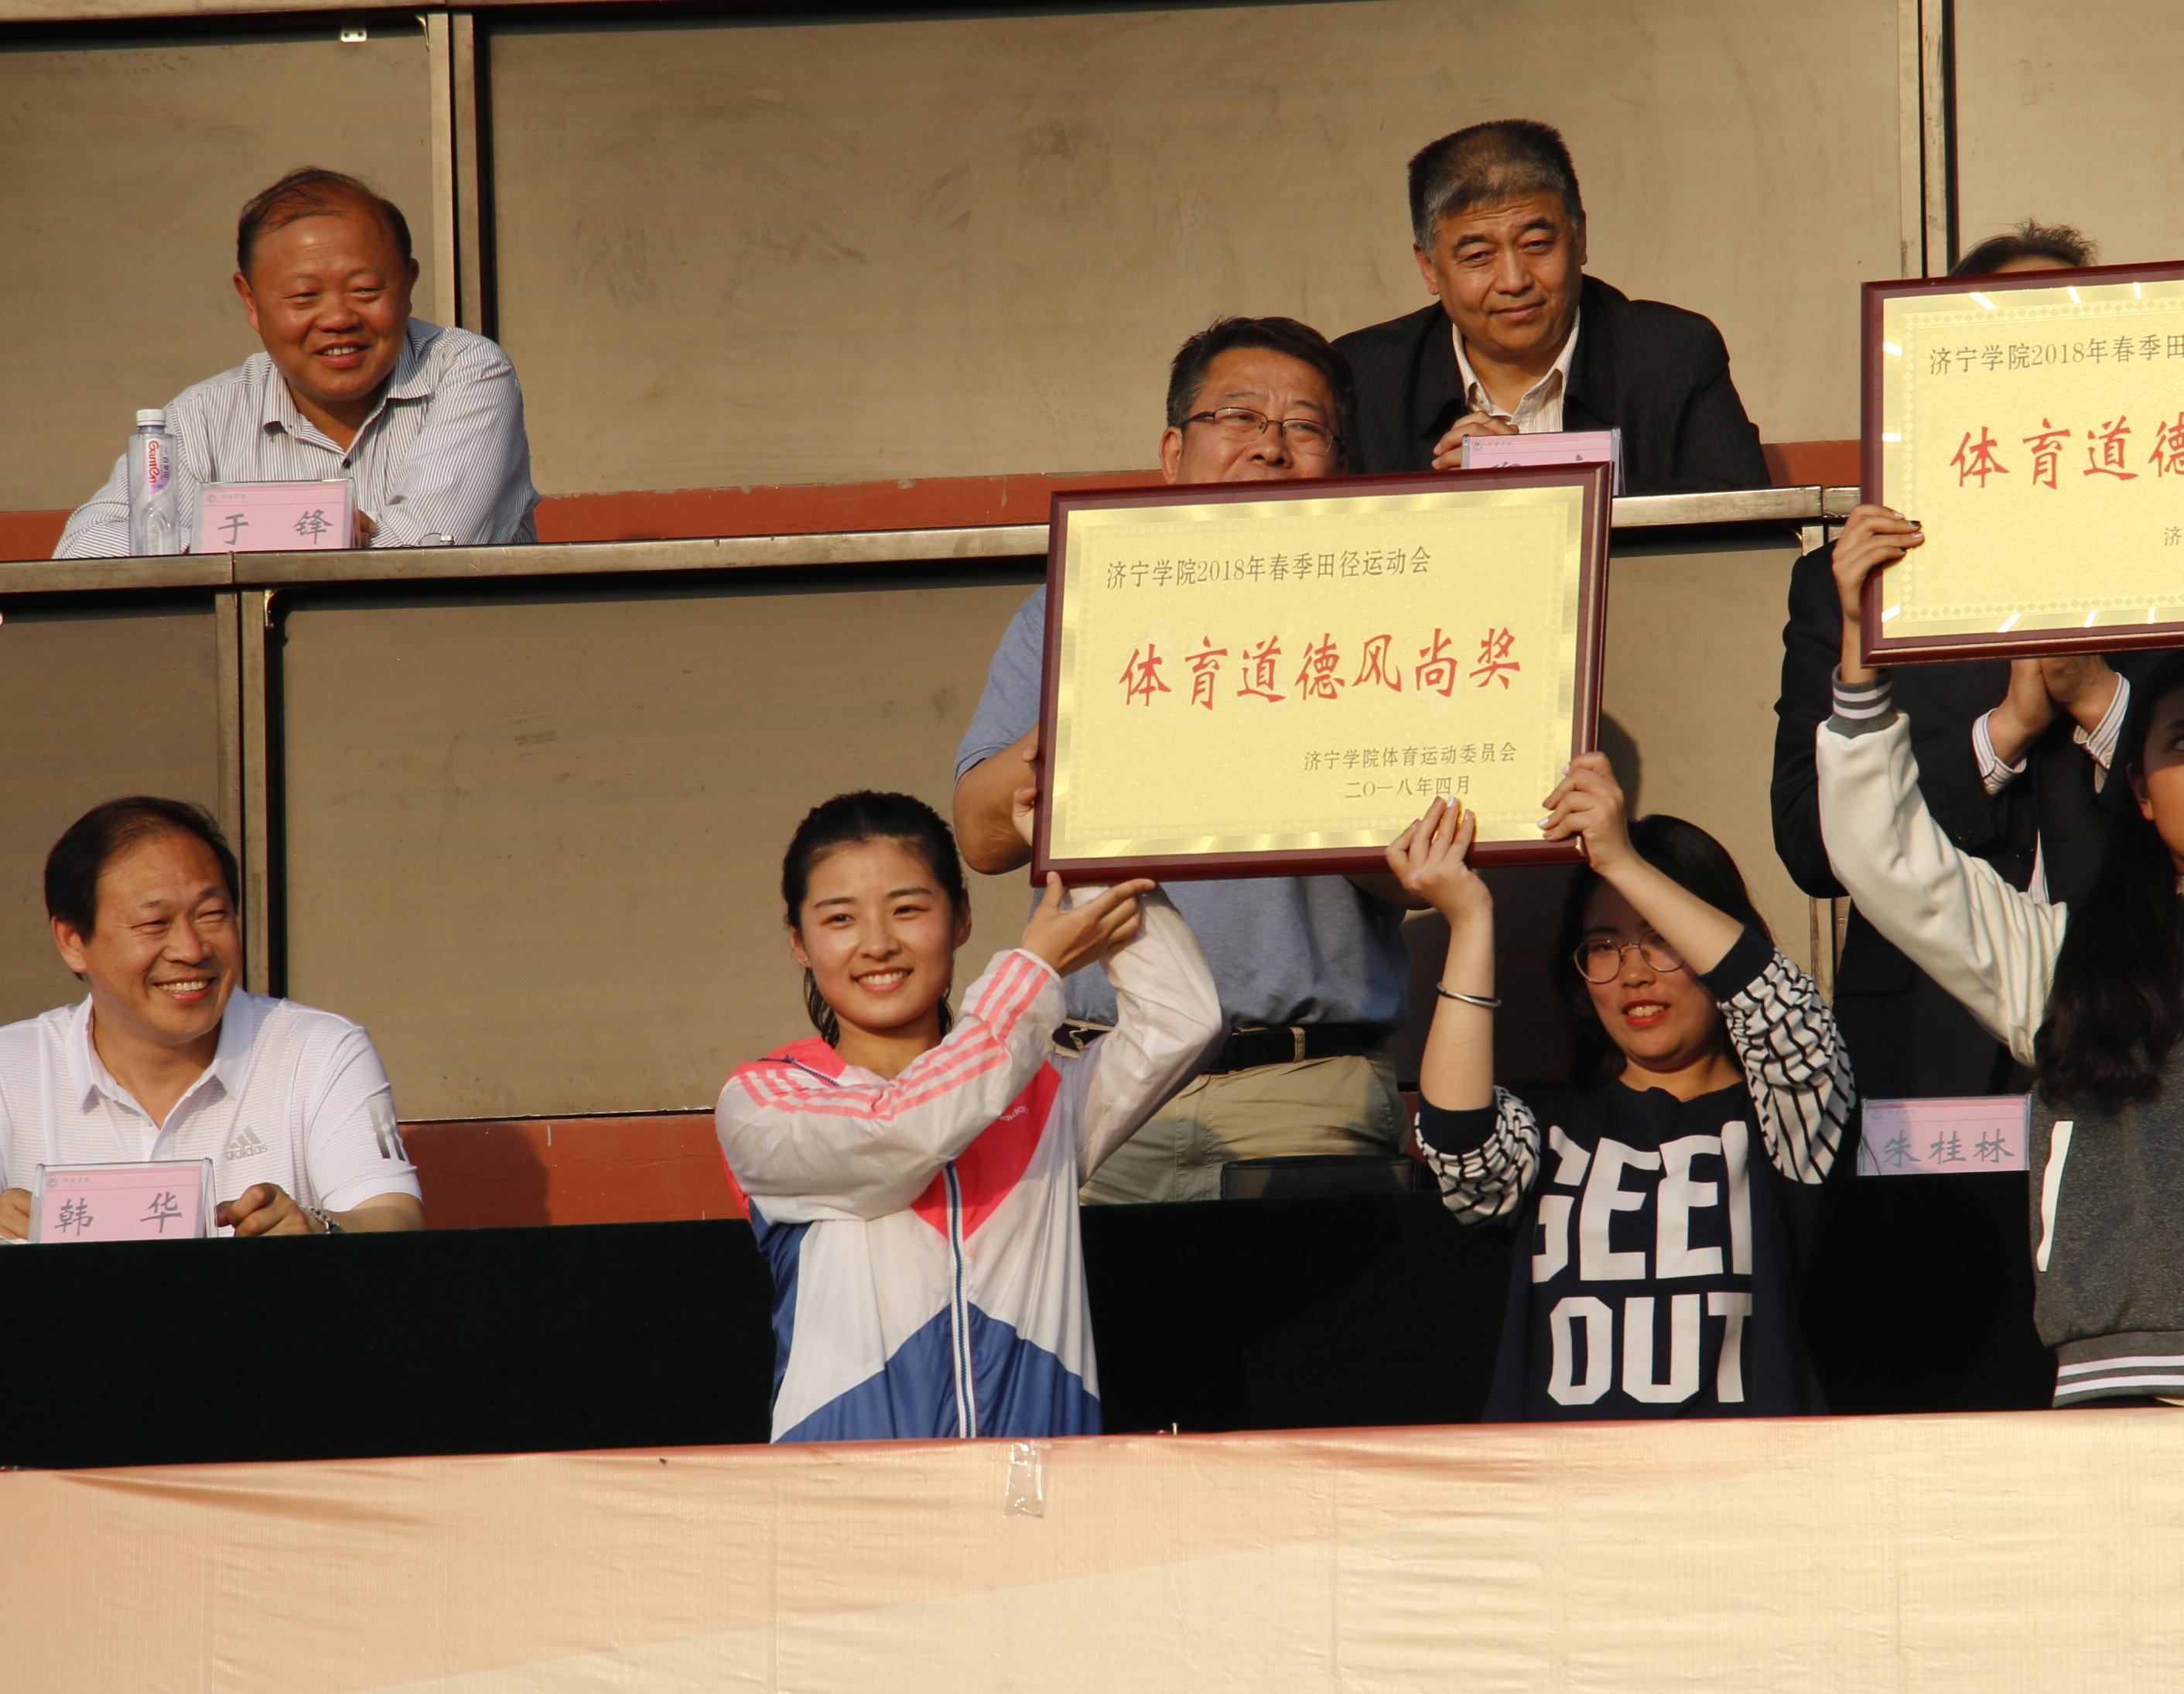 济宁学院2018年春季田
体育道德
济
于 锋
济宁学院2018年春季田径运动会
体育道德风尚奖
济宁学院体育运动委员会
二〇一八年四月
朱桂林
韩 华
adidas
GEEK
OUT